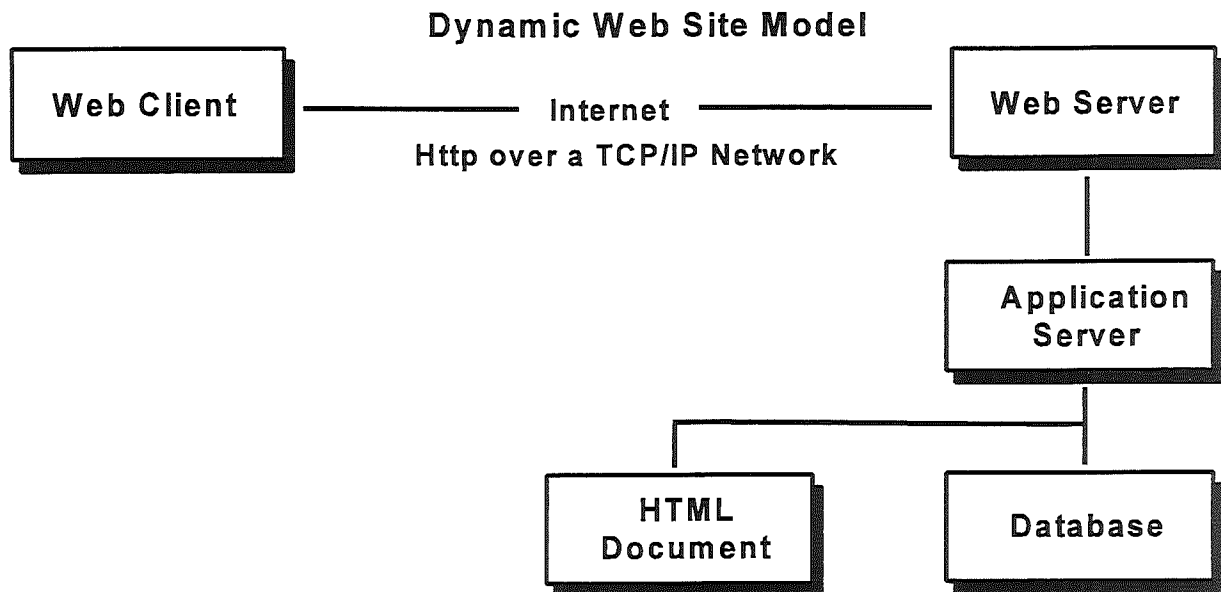 Dynamic Web Site Model
Web Client
Internet
Http over a TCP/IP Network
Web Server
Application
Server
HTML
Document
Database